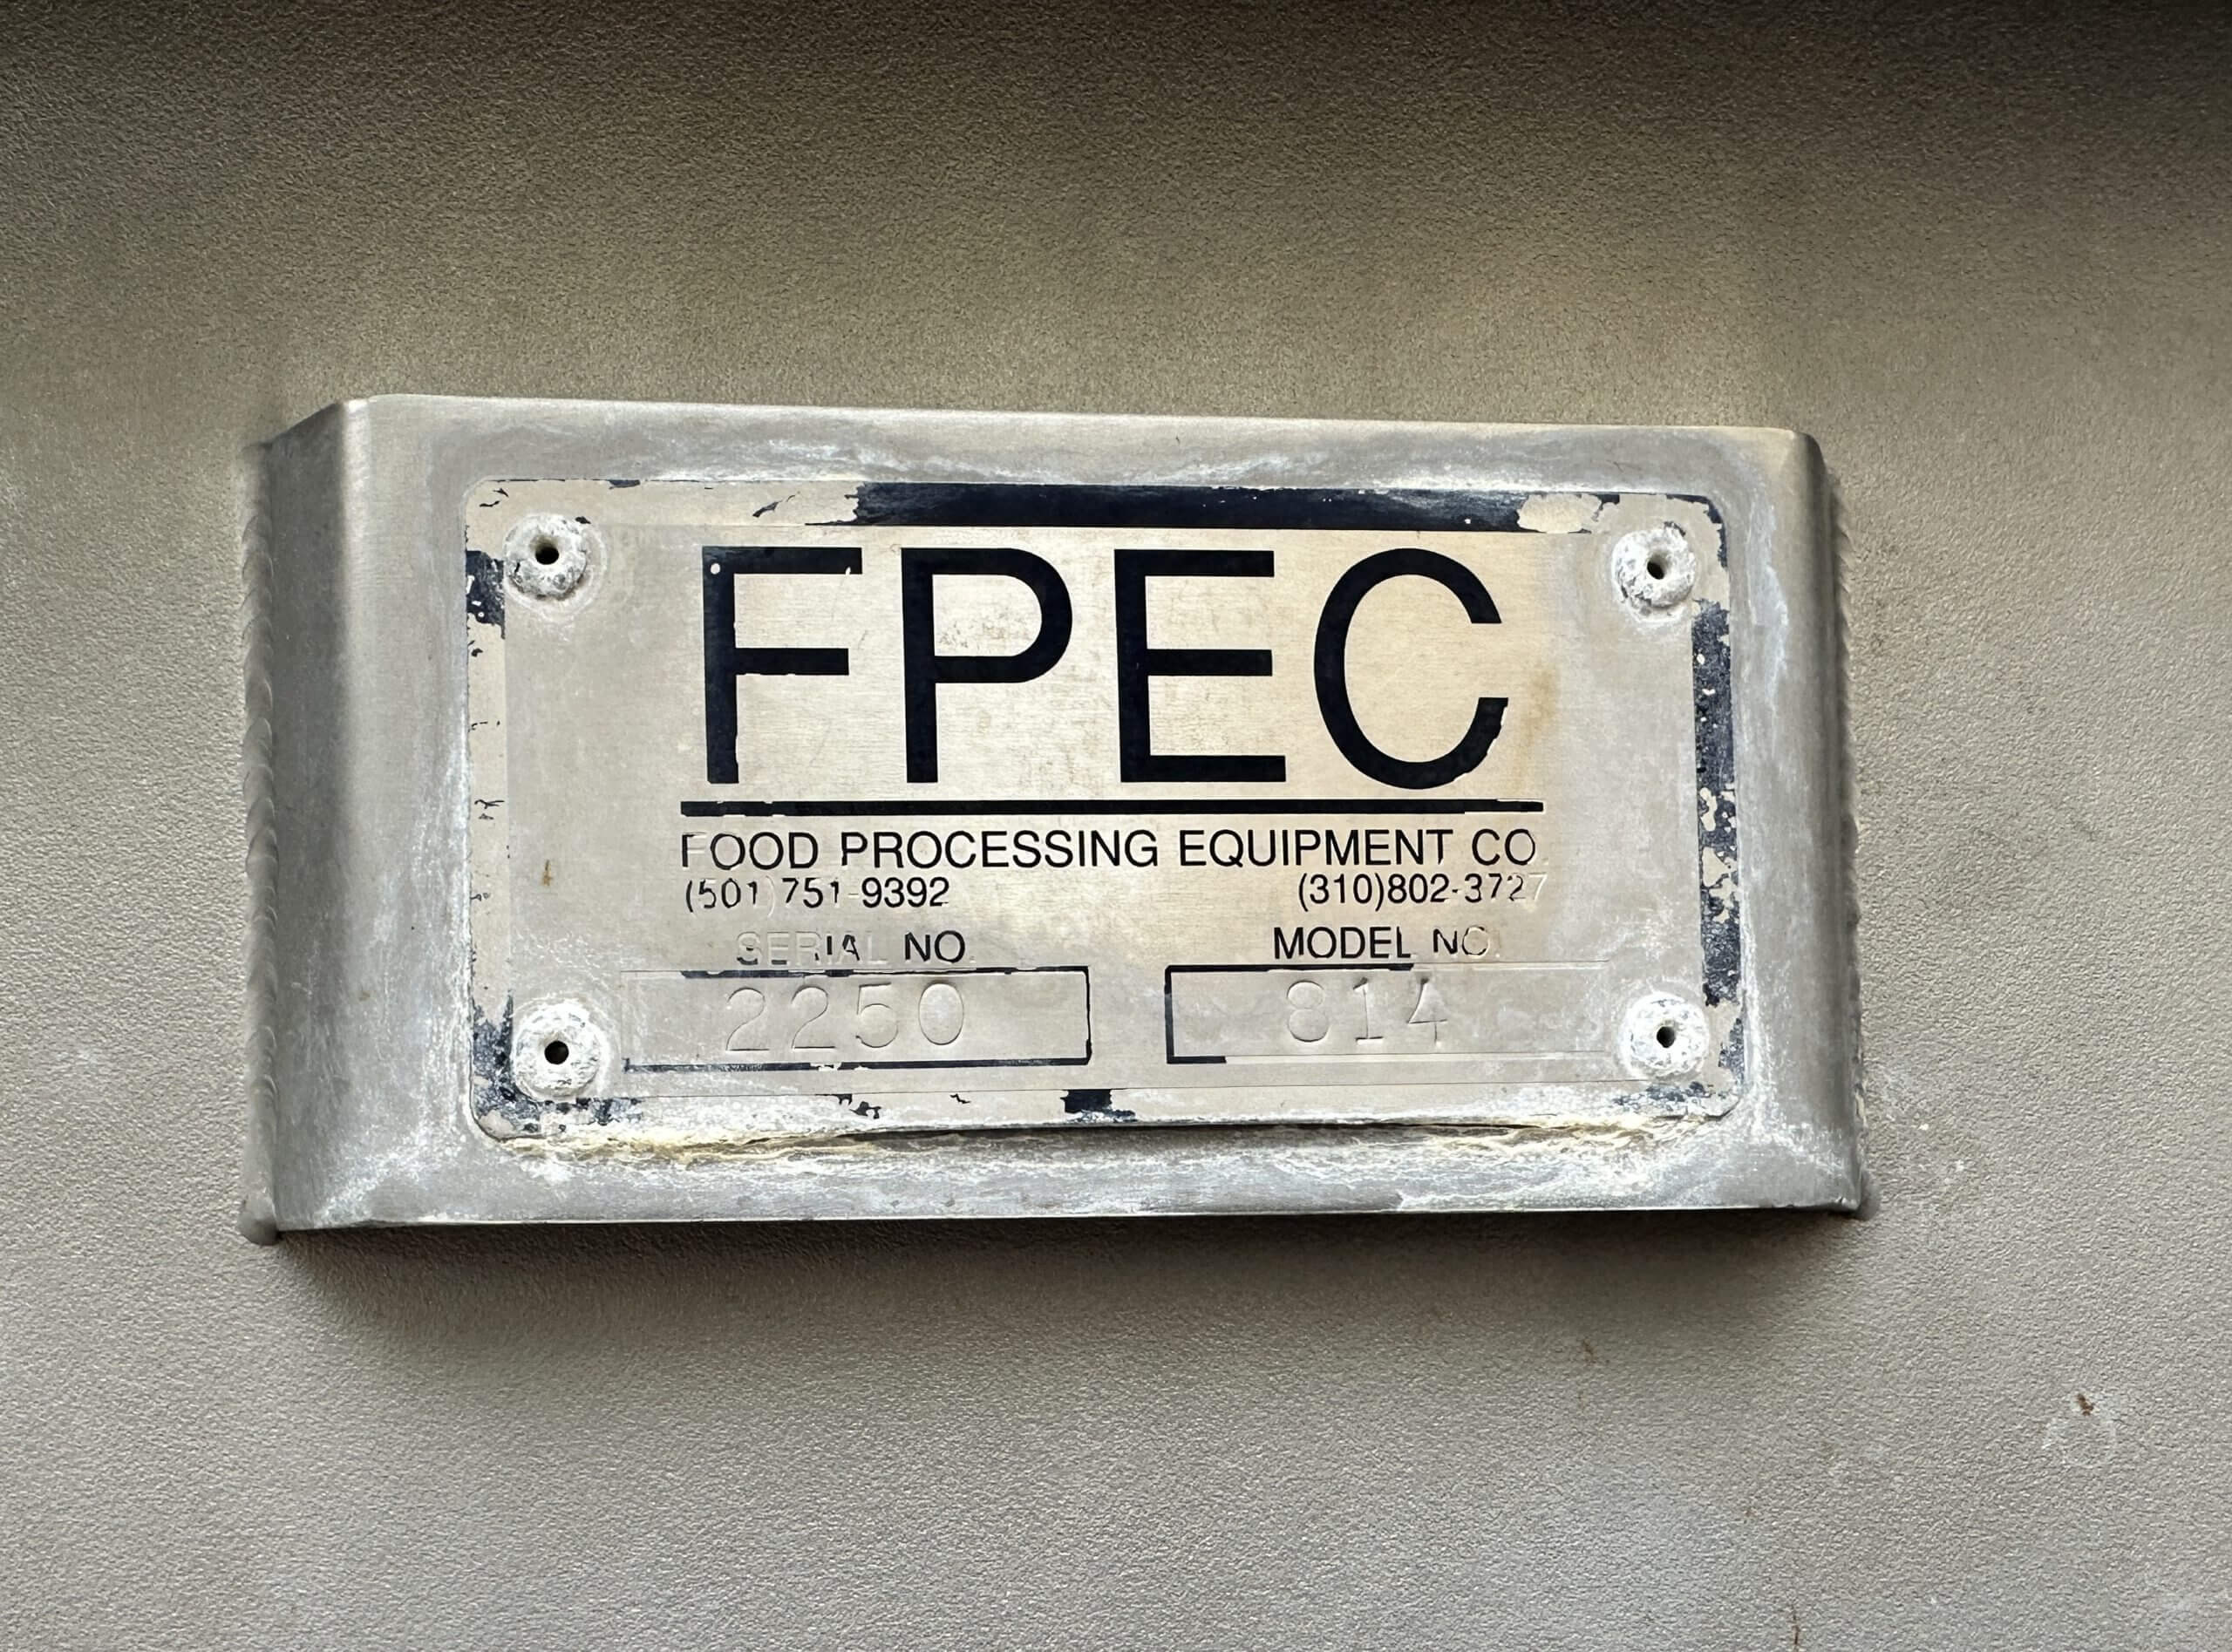 FPEC
FOOD PROCESSING EQUIPMENT CO.
(501)751-9392 (310)802-3727
SERIAL NO. MODEL NO.
2250 814